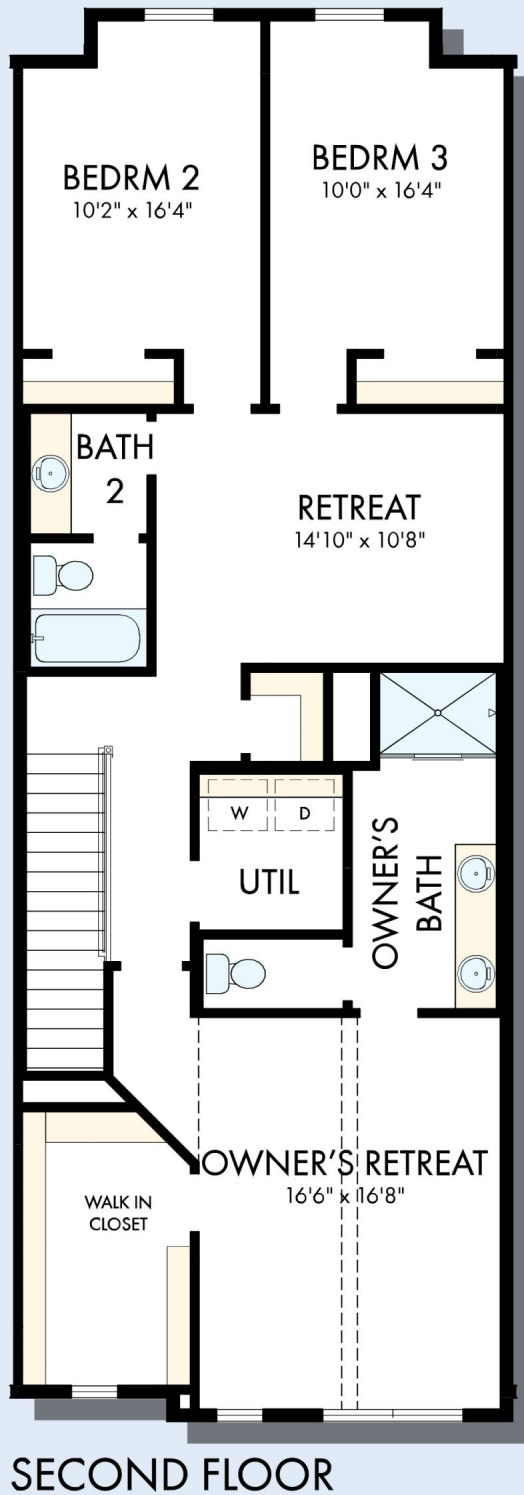 BEDRM 2
10'2" x 16'4"
BEDRM 3
10'0" x 16'4"
BATH
2
RETREAT
14'10" x 10'8"
W
D
UTIL
OWNER'S
BATH
OWNER'S RETREAT
16'6" x 16'8"
WALK IN
CLOSET
SECOND FLOOR